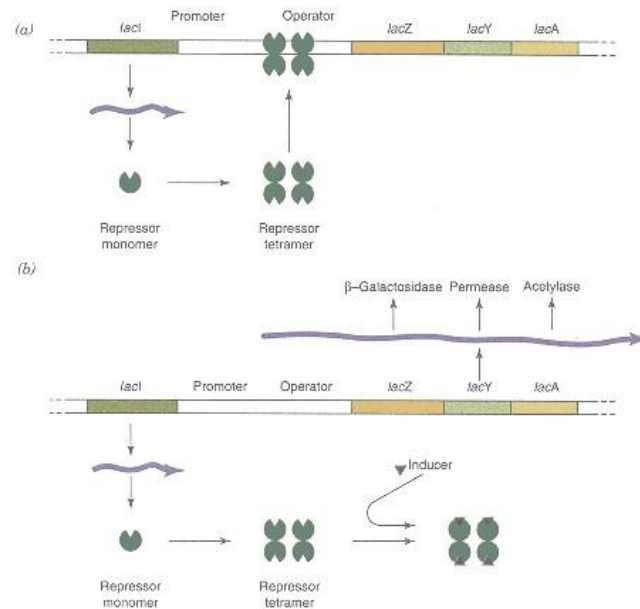 (a)
lacI Promoter Operator lacZ lacY lacA
Repressor
monomer
Repressor
tetramer
(b)
β–Galactosidase Permease Acetylase
lacI Promoter Operator lacZ lacY lacA
Inducer
Repressor
monomer
Repressor
tetramer